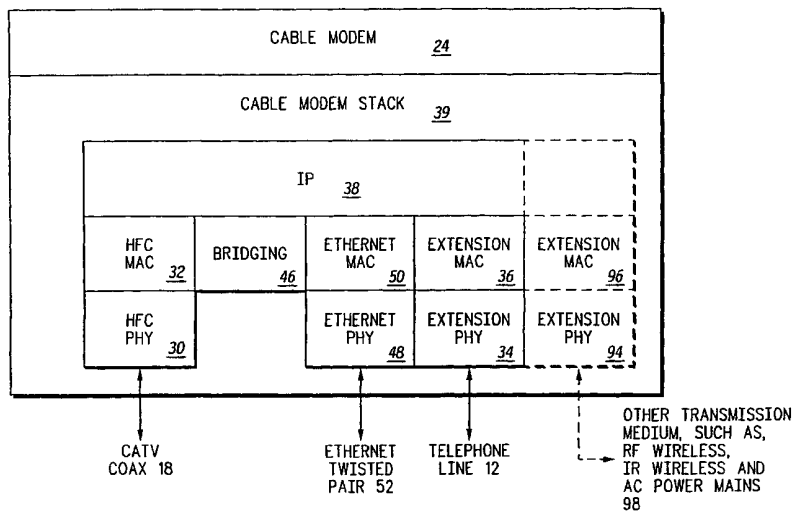 CABLE MODEM 24
CABLE MODEM STACK
39
IP
38
HFC
MAC
32
BRIDGING
46
ETHERNET
MAC
50
EXTENSION
MAC
36
EXTENSION
MAC
96
HFC
PHY
30
ETHERNET
PHY
48
EXTENSION
PHY
34
EXTENSION
PHY
94
CATV
COAX 18
ETHERNET
TWISTED
PAIR 52
TELEPHONE
LINE 12
OTHER TRANSMISSION
MEDIUM, SUCH AS,
RF WIRELESS,
IR WIRELESS AND
AC POWER MAINS
98